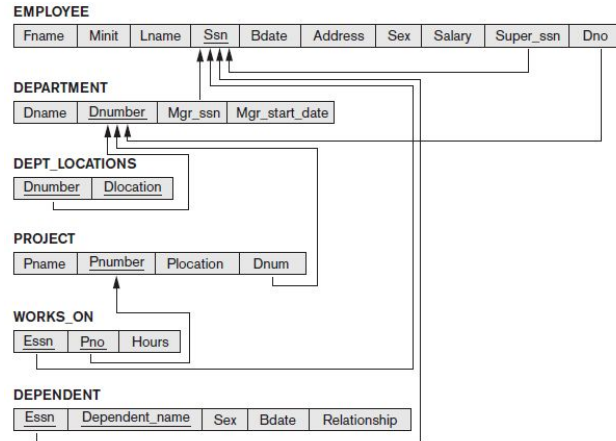 EMPLOYEE
Fname Minit Lname Ssn Bdate Address Sex Salary Super_ssn Dno
DEPARTMENT
Dname Dnumber Mgr_ssn Mgr_start_date
DEPT_LOCATIONS
Dnumber Dlocation
PROJECT
Pname Pnumber Plocation Dnum
WORKS_ON
Essn Pno Hours
DEPENDENT
Essn Dependent_name Sex Bdate Relationship